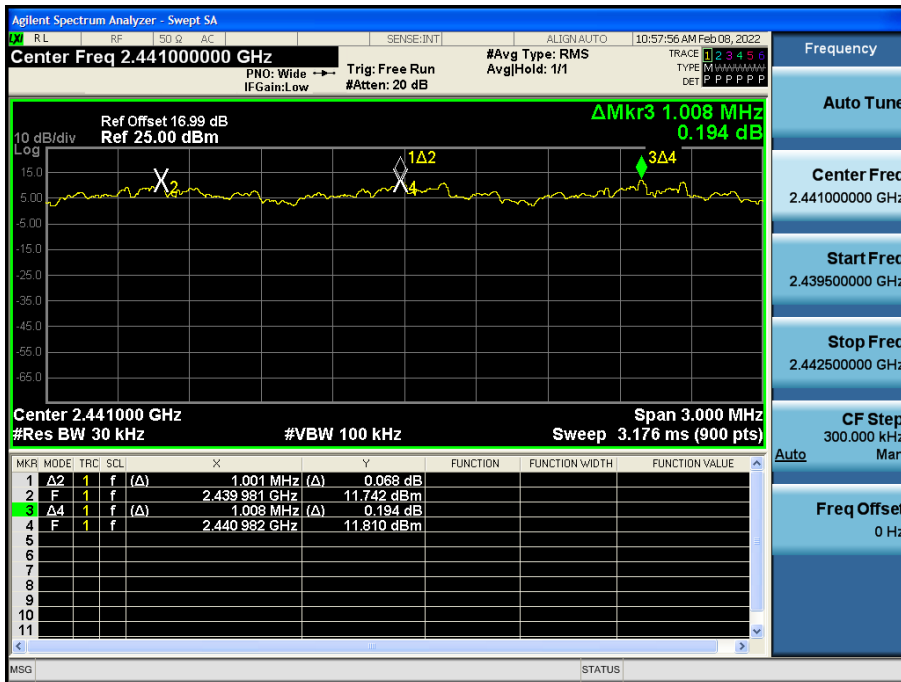 Agilent Spectrum Analyzer - Swept SA
LXI RL RF 50 Ω AC SENSE:INT ALIGN AUTO 10:57:56 AM Feb 08, 2022
Center Freq 2.441000000 GHz
PNO: Wide
IFGain:Low
Trig: Free Run
#Atten: 20 dB
#Avg Type: RMS
Avg|Hold: 1/1
TRACE 1 2 3 4 5 6
TYPE M WWWWW
DET P P P P P P
Ref Offset 16.99 dB
Ref 25.00 dBm
10 dB/div
Log
ΔMkr3 1.008 MHz
0.194 dB
1Δ2
3Δ4
2
4
15.0
5.00
-5.00
-15.0
-25.0
-35.0
-45.0
-55.0
-65.0
Center 2.441000 GHz Span 3.000 MHz
#Res BW 30 kHz #VBW 100 kHz Sweep 3.176 ms (900 pts)
MKR MODE TRC SCL X Y FUNCTION FUNCTION WIDTH FUNCTION VALUE
1 Δ2 1 f (Δ) 1.001 MHz (Δ) 0.068 dB
2 F 1 f 2.439 981 GHz 11.742 dBm
3 Δ4 1 f (Δ) 1.008 MHz (Δ) 0.194 dB
4 F 1 f 2.440 982 GHz 11.810 dBm
5
6
7
8
9
10
11
MSG STATUS
Frequency
Auto Tune
Center Freq
2.441000000 GHz
Start Freq
2.439500000 GHz
Stop Freq
2.442500000 GHz
CF Step
300.000 kHz
Auto Man
Freq Offset
0 Hz